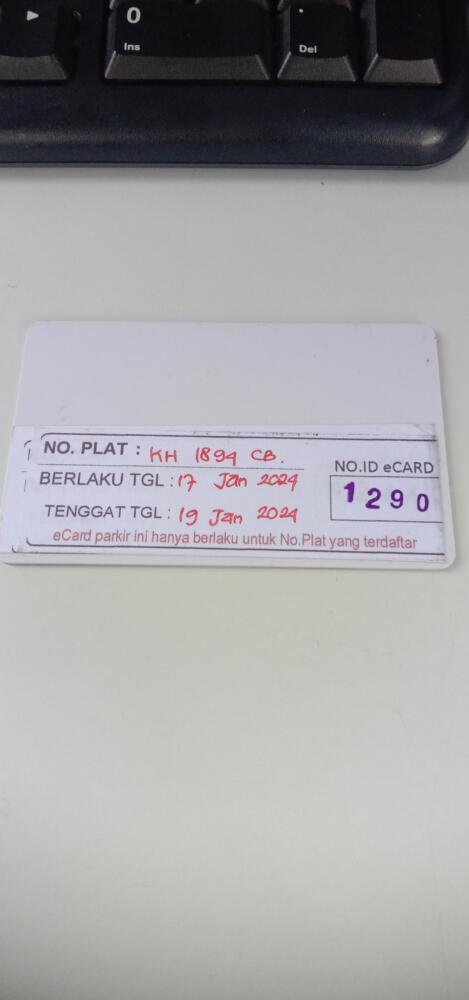 0
Ins
.
Del
NO. PLAT : KH 1894 CB.
NO.ID eCARD
BERLAKU TGL : 17 Jan 2024
1290
TENGGAT TGL : 19 Jan 2024
eCard parkir ini hanya berlaku untuk No.Plat yang terdaftar